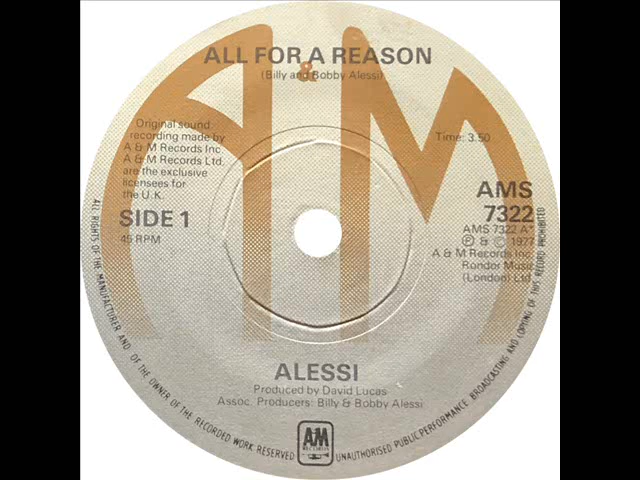 ALL FOR A REASON
(Billy and Bobby Alessi)
A&M
Original sound
recording made by
A & M Records Inc.
A & M Records Ltd.
are the exclusive
licensees for
the U.K.
SIDE 1
45 RPM
Time: 3.50
AMS
7322
AMS 7322 A
Ⓟ & © 1977
A & M Records Inc.
Rondor Music
(London) Ltd.
ALESSI
Produced by David Lucas
Assoc. Producers: Billy & Bobby Alessi
ALL RIGHTS OF THE MANUFACTURER AND OF THE OWNER OF THE RECORDED WORK RESERVED
A&M
RECORDS
UNAUTHORISED PUBLIC PERFORMANCE BROADCASTING AND COPYING OF THIS RECORD PROHIBITED